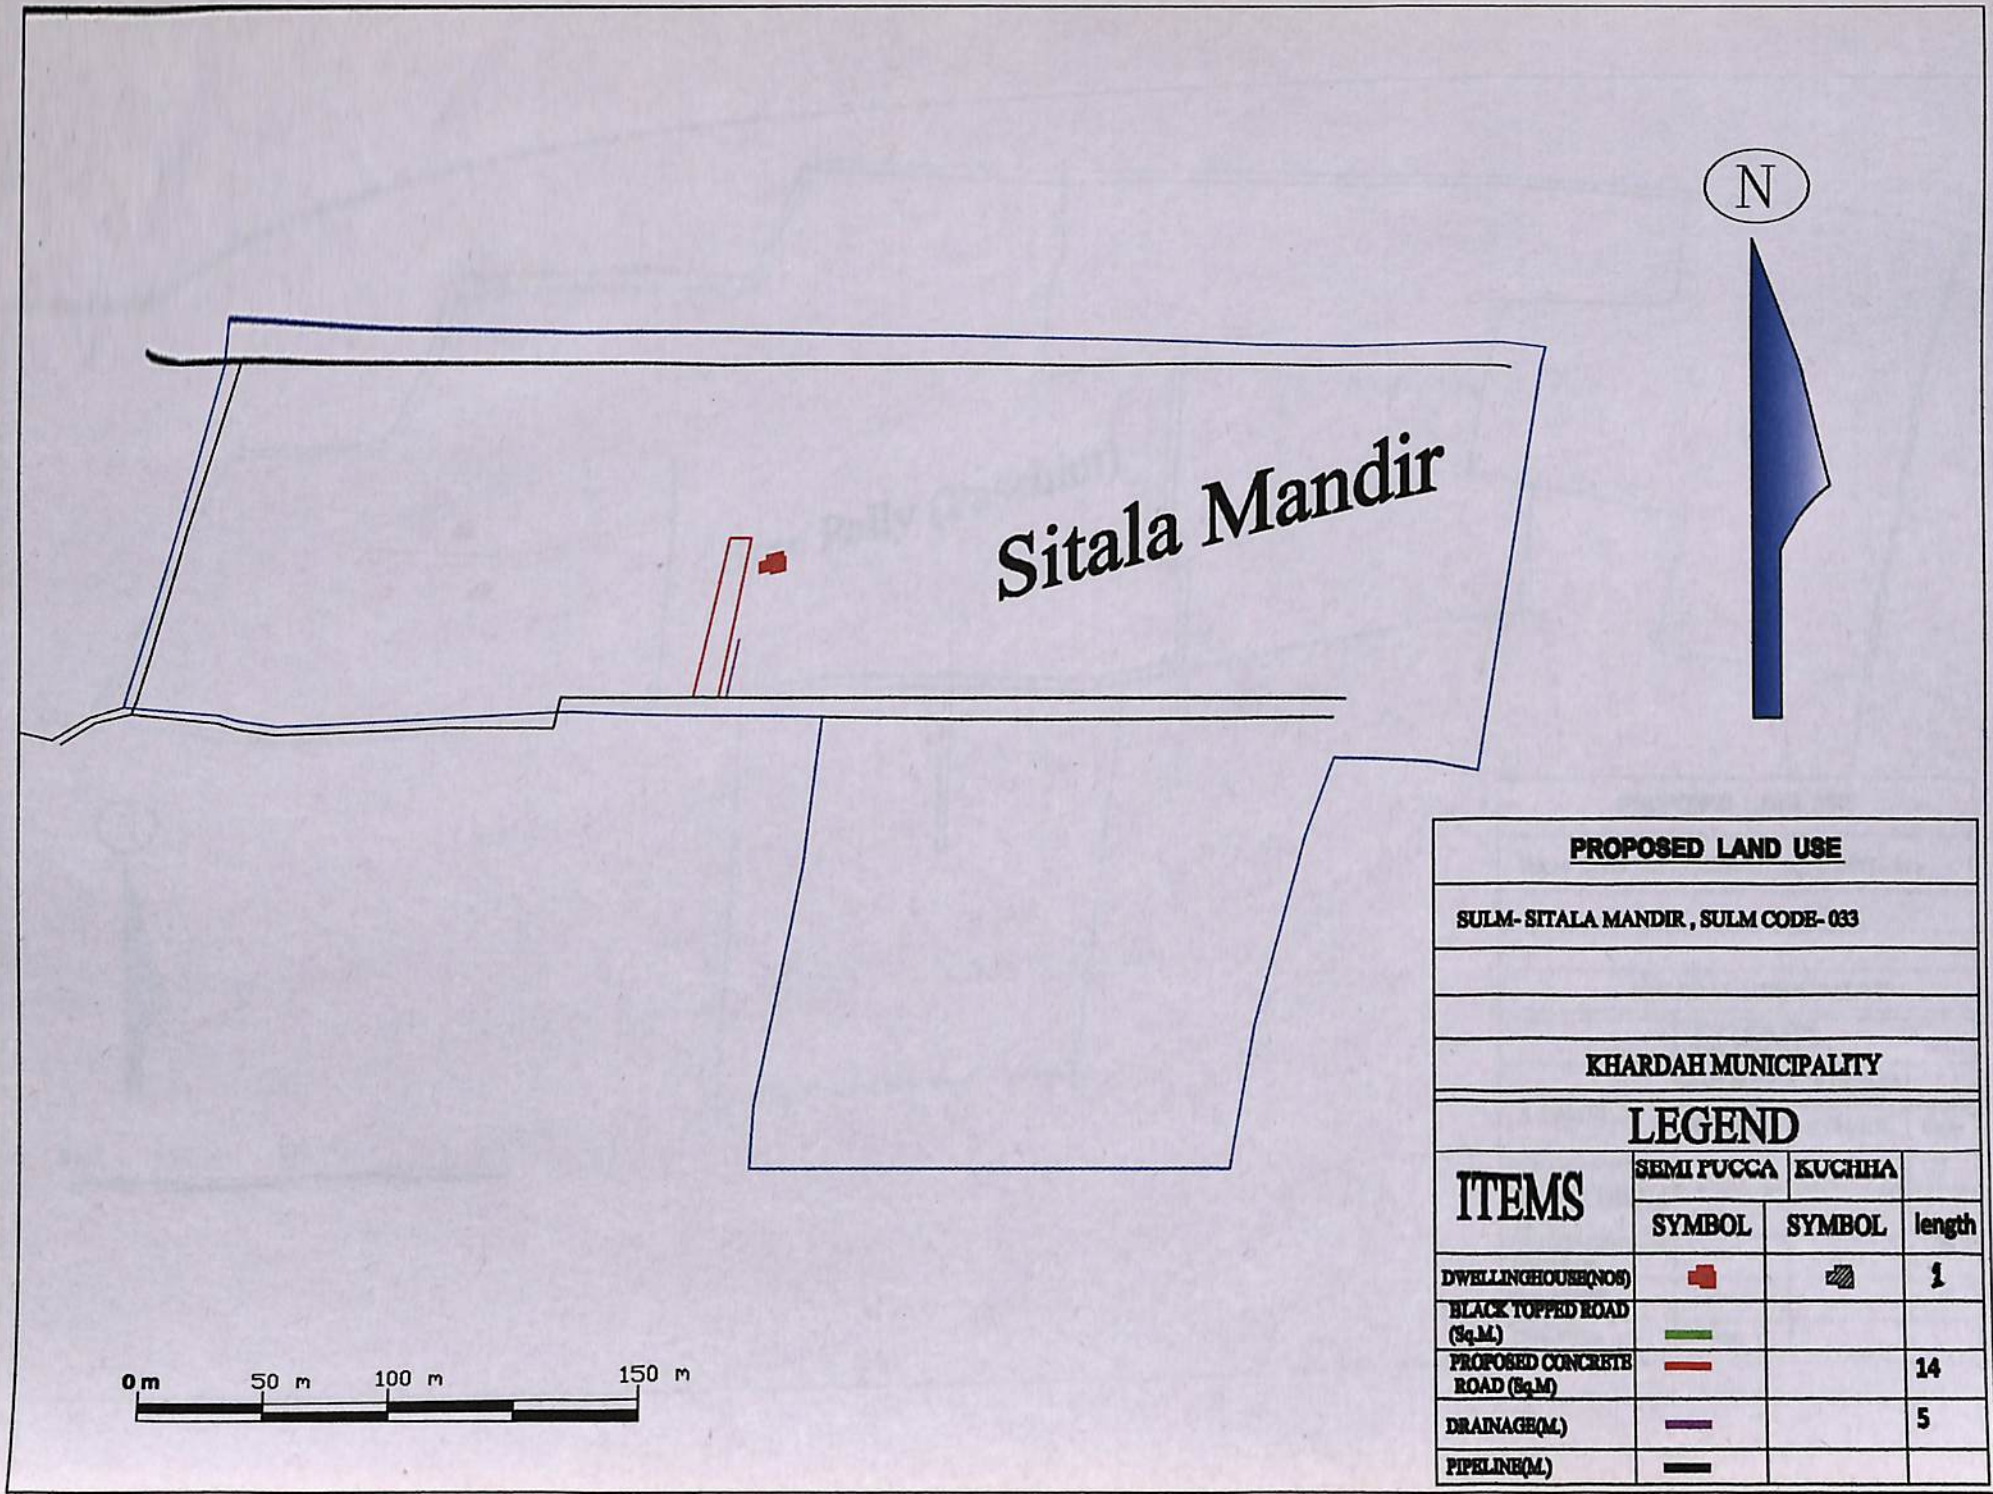 N
Sitala Mandir
PROPOSED LAND USE
SULM- SITALA MANDIR , SULM CODE- 033
KHARDAH MUNICIPALITY
LEGEND
ITEMS
SEMI PUCCA KUCHHA
SYMBOL SYMBOL length
DWELLINGHOUSE(NOS) 1
BLACK TOPPED ROAD
(Sq.M.)
PROPOSED CONCRETE
ROAD (Sq.M) 14
DRAINAGE(M.) 5
PIPELINE(M.)
0 m 50 m 100 m 150 m